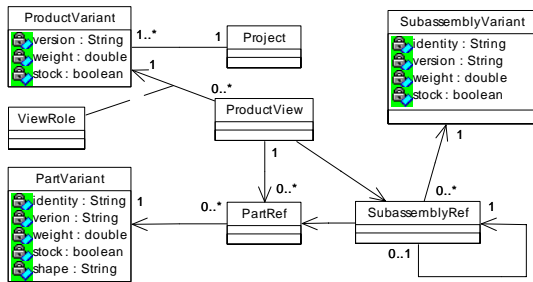 ProductVariant
version : String
weight : double
stock : boolean
1..*
1
Project
SubassemblyVariant
identity : String
version : String
weight : double
stock : boolean
1
0..*
ViewRole
ProductView
1
1
0..*
0..*
PartVariant
identity : String
verion : String
weight : double
stock : boolean
shape : String
1
0..*
PartRef
SubassemblyRef
1
0..1